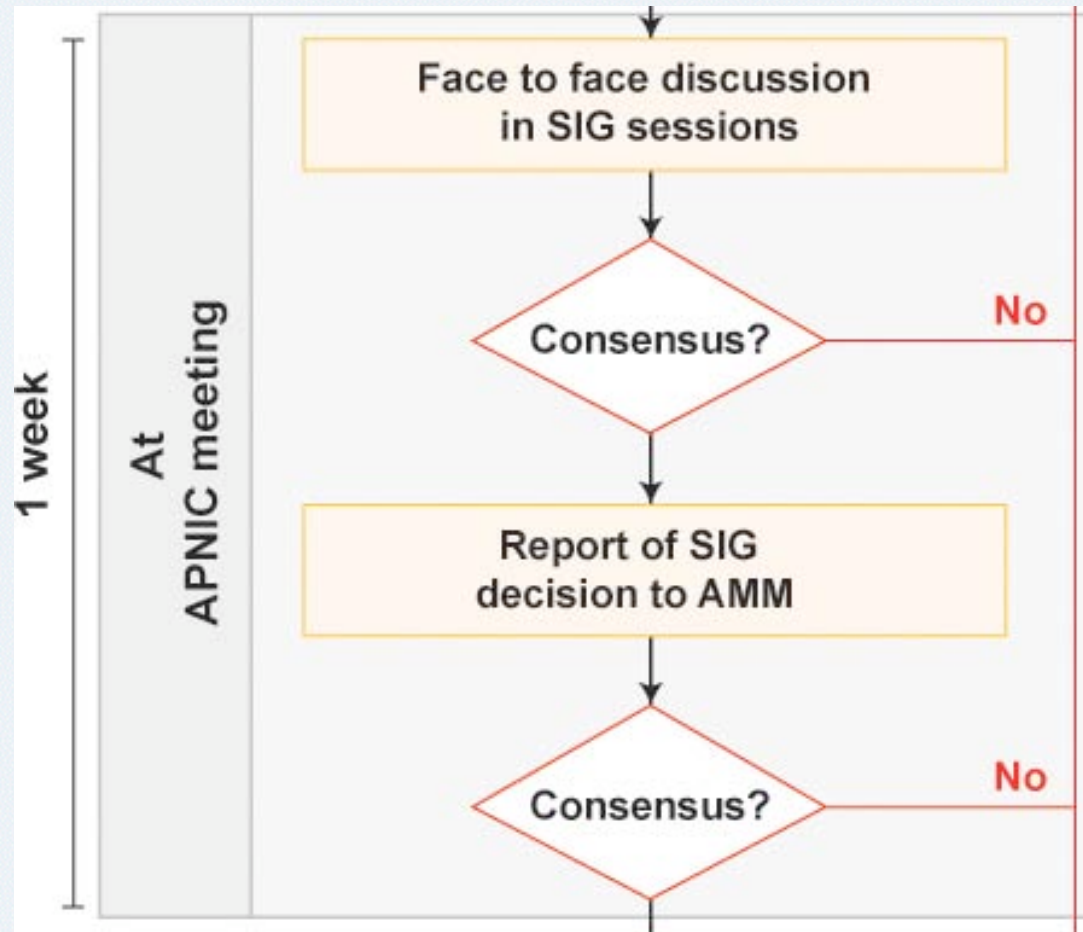 1 week
At
APNIC meeting
Face to face discussion
in SIG sessions
Consensus?
No
Report of SIG
decision to AMM
Consensus?
No